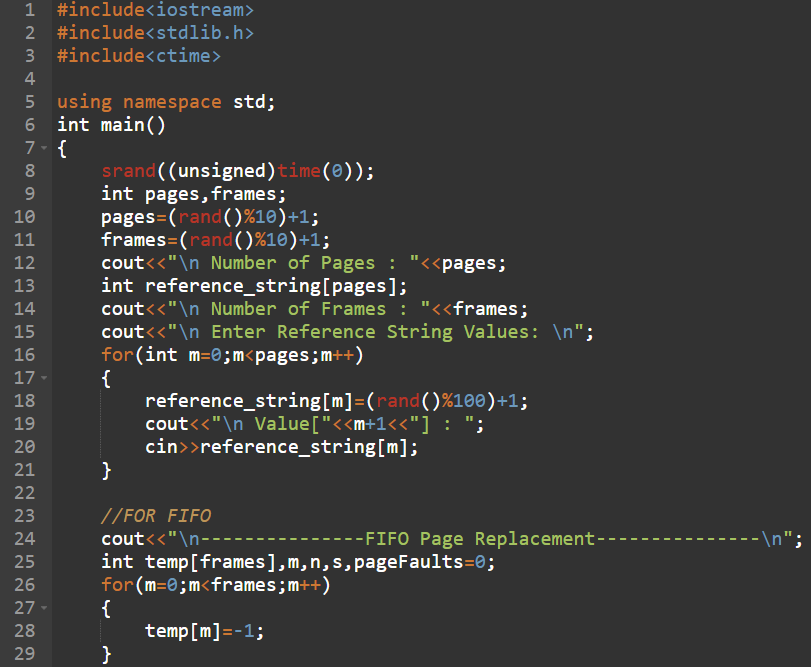 1 #include<iostream>
2 #include<stdlib.h>
3 #include<ctime>
4
5 using namespace std;
6 int main()
7 {
8     srand((unsigned)time(0));
9     int pages,frames;
10     pages=(rand()%10)+1;
11     frames=(rand()%10)+1;
12     cout<<"\n Number of Pages : "<<pages;
13     int reference_string[pages];
14     cout<<"\n Number of Frames : "<<frames;
15     cout<<"\n Enter Reference String Values: \n";
16     for(int m=0;m<pages;m++)
17     {
18         reference_string[m]=(rand()%100)+1;
19         cout<<"\n Value["<<m+1<<"] : ";
20         cin>>reference_string[m];
21     }
22
23     //FOR FIFO
24     cout<<"\n---------------FIFO Page Replacement---------------\n";
25     int temp[frames],m,n,s,pageFaults=0;
26     for(m=0;m<frames;m++)
27     {
28         temp[m]=-1;
29     }